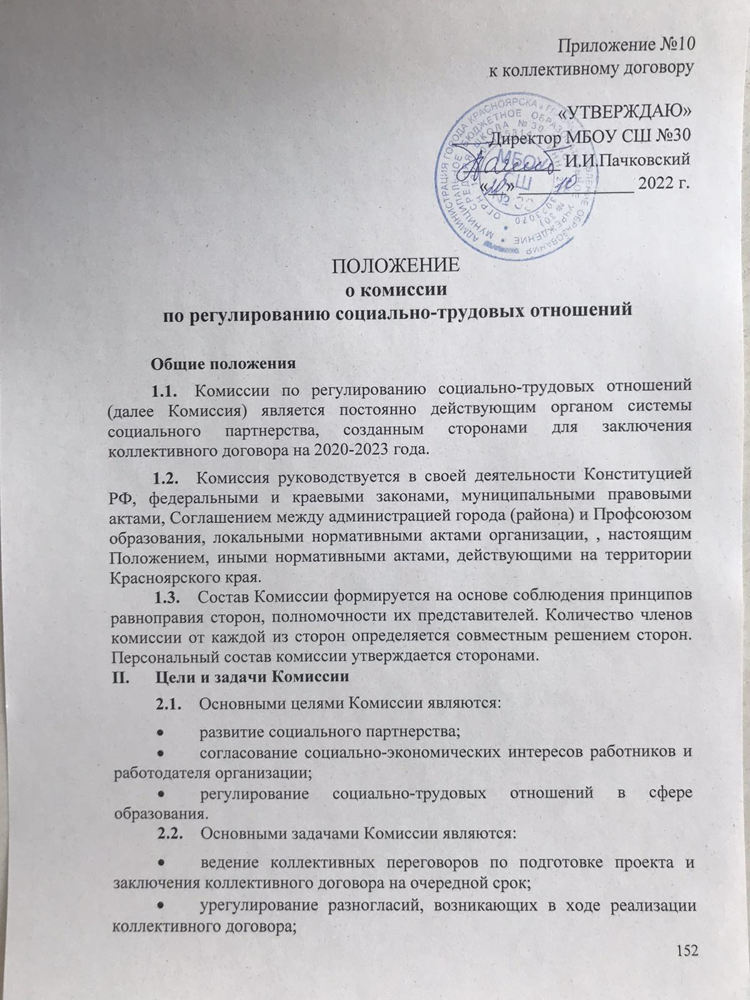 Приложение №10
к коллективному договору
«УТВЕРЖДАЮ»
Директор МБОУ СШ №30
И.И.Пачковский
«20» 10 2022 г.
МБОУ
СШ
ПОЛОЖЕНИЕ
о комиссии
по регулированию социально-трудовых отношений
Общие положения
1.1. Комиссии по регулированию социально-трудовых отношений
(далее Комиссия) является постоянно действующим органом системы
социального партнерства, созданным сторонами для заключения
коллективного договора на 2020-2023 года.
1.2. Комиссия руководствуется в своей деятельности Конституцией
РФ, федеральными и краевыми законами, муниципальными правовыми
актами, Соглашением между администрацией города (района) и Профсоюзом
образования, локальными нормативными актами организации, , настоящим
Положением, иными нормативными актами, действующими на территории
Красноярского края.
1.3. Состав Комиссии формируется на основе соблюдения принципов
равноправия сторон, полномочности их представителей. Количество членов
комиссии от каждой из сторон определяется совместным решением сторон.
Персональный состав комиссии утверждается сторонами.
II. Цели и задачи Комиссии
2.1. Основными целями Комиссии являются:
• развитие социального партнерства;
• согласование социально-экономических интересов работников и
работодателя организации;
• регулирование социально-трудовых отношений в сфере
образования.
2.2. Основными задачами Комиссии являются:
• ведение коллективных переговоров по подготовке проекта и
заключения коллективного договора на очередной срок;
• урегулирование разногласий, возникающих в ходе реализации
коллективного договора;
152